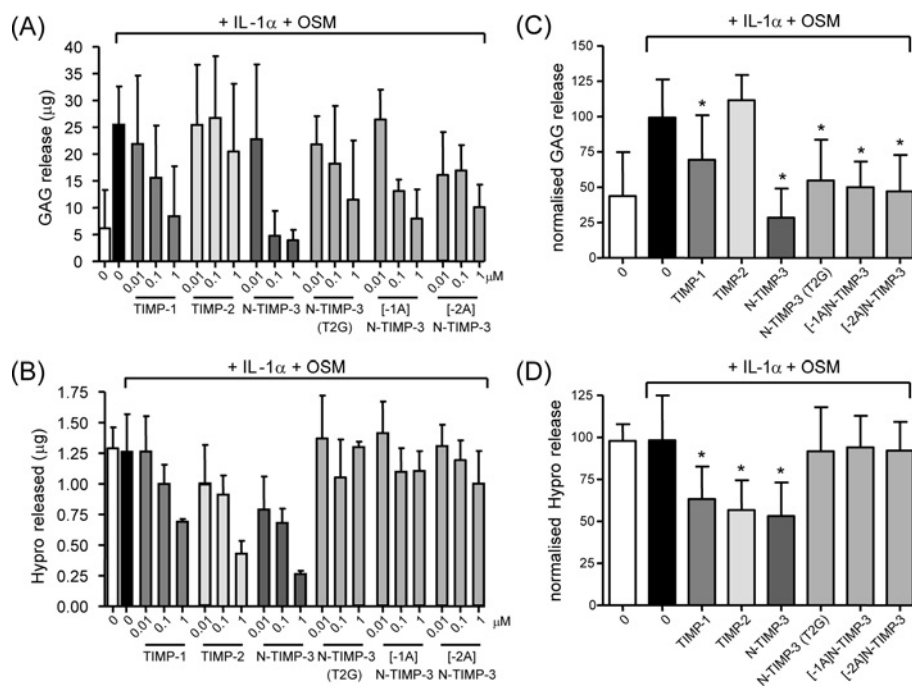 (A)
+ IL-1α + OSM
GAG release (µg)
40
35
30
25
20
15
10
5
0
0 0 0.01 0.1 1 0.01 0.1 1 0.01 0.1 1 0.01 0.1 1 0.01 0.1 1 0.01 0.1 1 µM
TIMP-1 TIMP-2 N-TIMP-3 N-TIMP-3 [-1A] [-2A]
(T2G) N-TIMP-3 N-TIMP-3
(C)
+ IL-1α + OSM
normalised GAG release
150
125
100
75
50
25
0
* * * * *
0 0 TIMP-1 TIMP-2 N-TIMP-3 N-TIMP-3 (T2G) [-1A]N-TIMP-3 [-2A]N-TIMP-3
(B)
+ IL-1α + OSM
Hypro released (µg)
1.75
1.50
1.25
1.00
0.75
0.50
0.25
0.00
0 0 0.01 0.1 1 0.01 0.1 1 0.01 0.1 1 0.01 0.1 1 0.01 0.1 1 0.01 0.1 1 µM
TIMP-1 TIMP-2 N-TIMP-3 N-TIMP-3 [-1A] [-2A]
(T2G) N-TIMP-3 N-TIMP-3
(D)
+ IL-1α + OSM
normalised Hypro release
125
100
75
50
25
0
* * *
0 0 TIMP-1 TIMP-2 N-TIMP-3 N-TIMP-3 (T2G) [-1A]N-TIMP-3 [-2A]N-TIMP-3